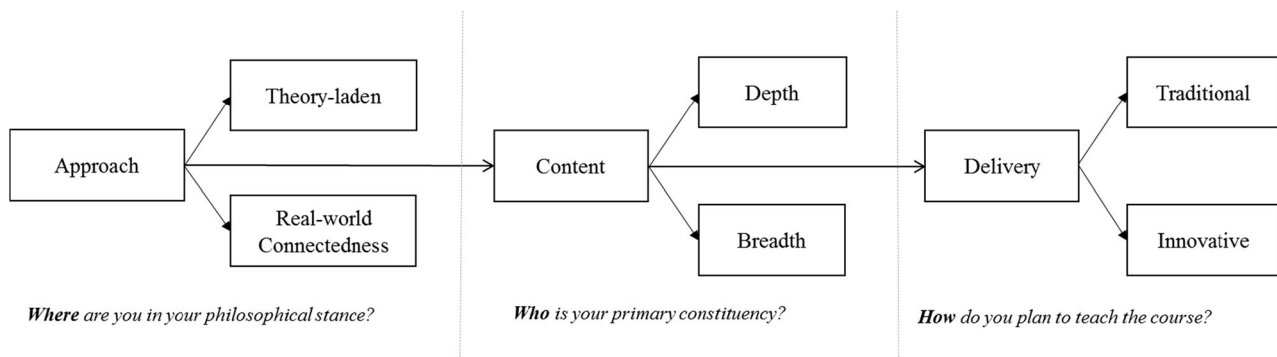 Approach
Theory-laden
Real-world
Connectedness
Where are you in your philosophical stance?
Content
Depth
Breadth
Who is your primary constituency?
Delivery
Traditional
Innovative
How do you plan to teach the course?